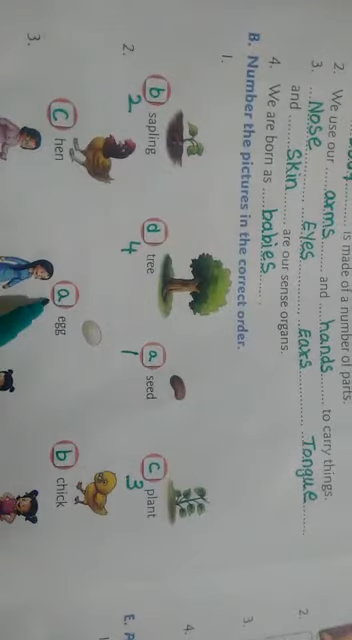 is made of a number of parts.
2. We use our arms and hands to carry things.
3. Nose Eyes Ears Tongue
and Skin are our sense organs.
4. We are born as babies.
B. Number the pictures in the correct order.
1.
b sapling d tree a seed c plant
2 4 1 3
2.
c hen a egg b chick
3.
2.
3.
4.
E.